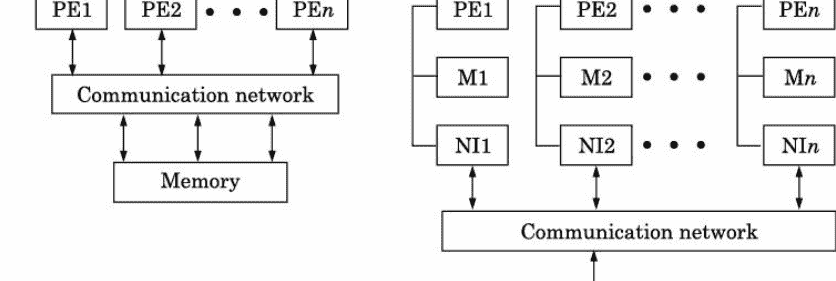 PE1 PE2 • • • PEn
Communication network
Memory
PE1 PE2 • • • PEn
M1 M2 • • • Mn
NI1 NI2 • • • NIn
Communication network